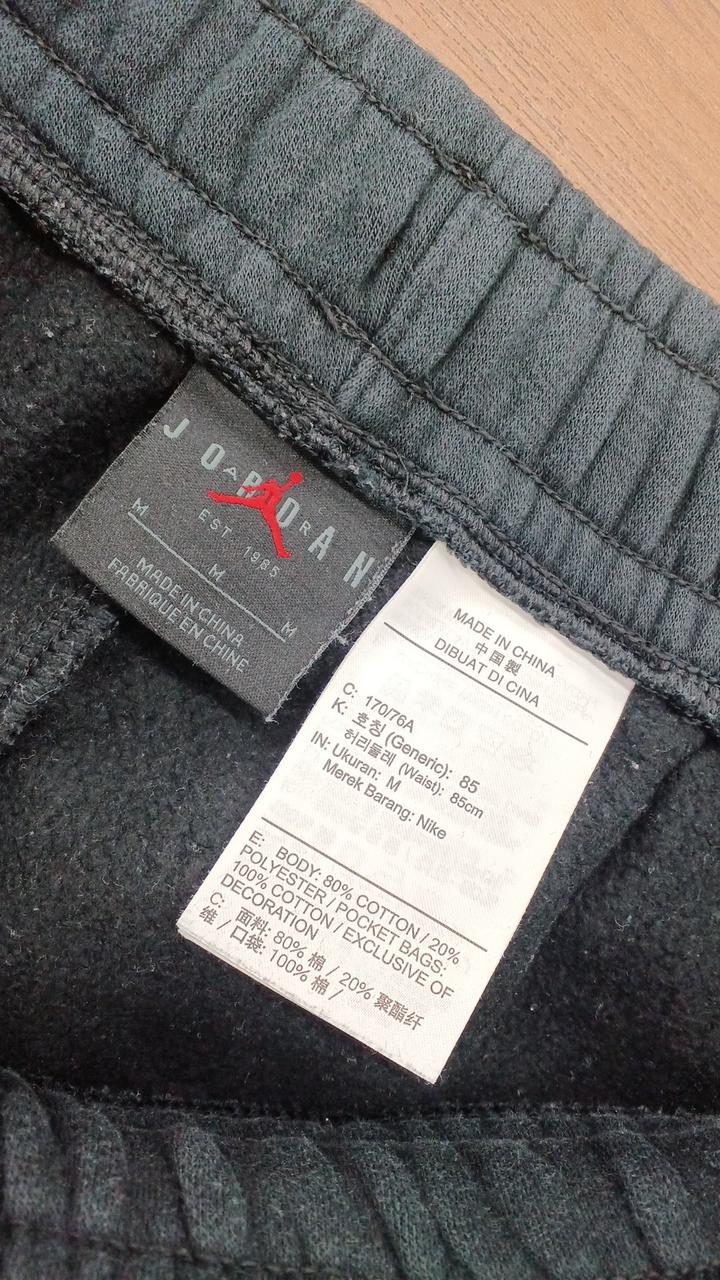 JORDAN
EST 1985
M
M
M
MADE IN CHINA
FABRIQUE EN CHINE
MADE IN CHINA
中国製
DIBUAT DI CINA
C: 170/76A
K: 호칭 (Generic): 85
허리둘레 (Waist): 85cm
IN: Ukuran: M
Merek Barang: Nike
E: BODY: 80% COTTON / 20%
POLYESTER / POCKET BAGS:
100% COTTON / EXCLUSIVE OF
DECORATION
C: 面料: 80% 棉 / 20% 聚酯纤
维 / 口袋: 100% 棉 /